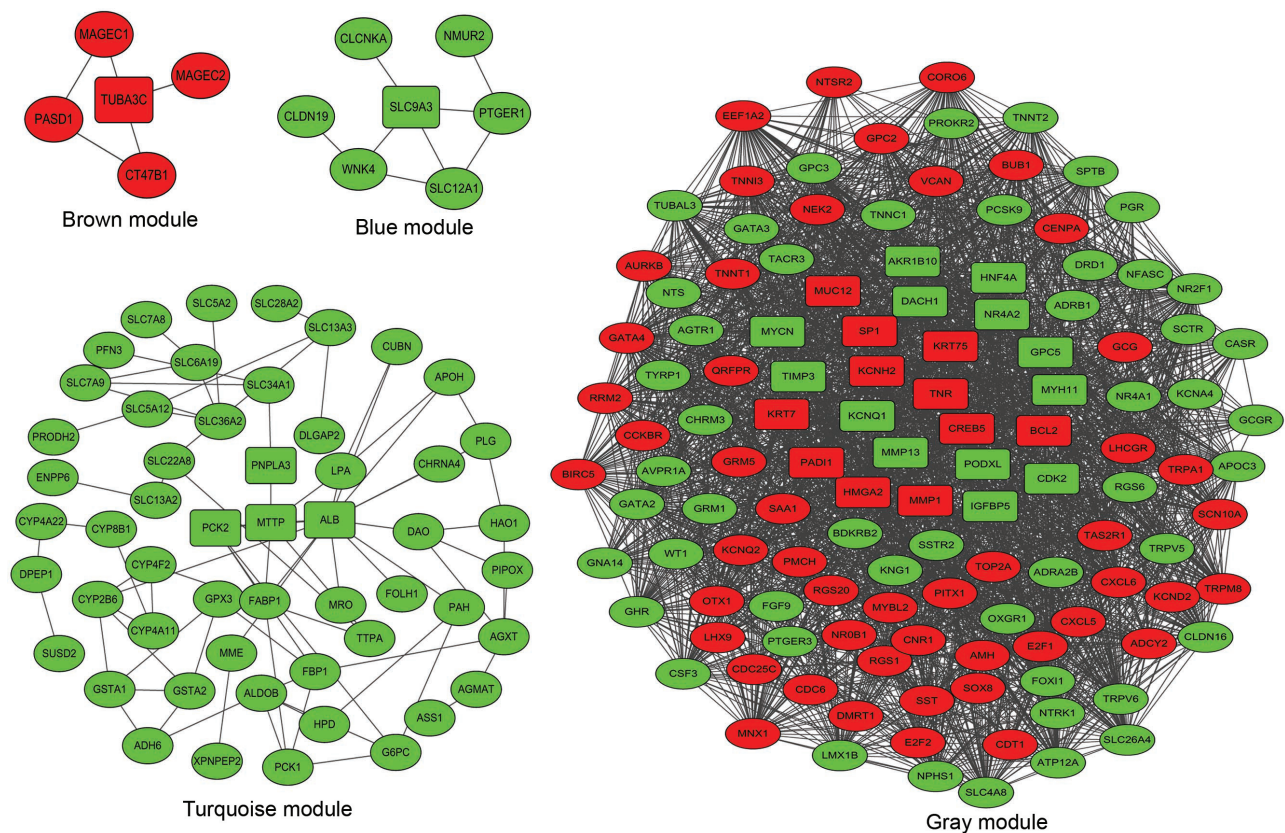 MAGEC1
MAGEC2
TUBA3C
PASD1
CT47B1
Brown module
CLCNKA
NMUR2
SLC9A3
PTGER1
CLDN19
WNK4
SLC12A1
Blue module
SLC5A2
SLC28A2
SLC7A8
SLC13A3
PFN3
SLC6A19
CUBN
SLC7A9
SLC34A1
APOH
SLC5A12
SLC36A2
PRODH2
DLGAP2
PLG
SLC22A8
PNPLA3
LPA
CHRNA4
ENPP6
SLC13A2
PCK2
MTTP
ALB
HAO1
CYP4A22
CYP8B1
DAO
CYP4F2
PIPOX
DPEP1
CYP2B6
GPX3
FABP1
MRO
FOLH1
PAH
CYP4A11
TTPA
AGXT
SUSD2
MME
GSTA1
GSTA2
FBP1
ALDOB
AGMAT
HPD
ASS1
ADH6
XPNPEP2
PCK1
G6PC
Turquoise module
NTSR2
CORO6
EEF1A2
PROKR2
TNNT2
GPC2
BUB1
GPC3
SPTB
TNNI3
VCAN
TUBAL3
NEK2
TNNC1
PCSK9
PGR
GATA3
CENPA
TACR3
AKR1B10
AURKB
TNNT1
HNF4A
DRD1
NFASC
NTS
MUC12
DACH1
NR4A2
ADRB1
NR2F1
GATA4
AGTR1
MYCN
SP1
KRT75
GPC5
GCG
SCTR
CASR
TYRP1
QRFPR
TIMP3
KCNH2
TNR
MYH11
NR4A1
KCNA4
RRM2
CHRM3
KRT7
KCNQ1
CREB5
BCL2
GCGR
CCKBR
LHCGR
BIRC5
AVPR1A
GRM5
PADI1
MMP13
PODXL
CDK2
TRPA1
APOC3
RGS6
GATA2
GRM1
SAA1
HMGA2
MMP1
IGFBP5
SCN10A
BDKRB2
SSTR2
TAS2R1
TRPV5
GNA14
WT1
KCNQ2
PMCH
KNG1
TOP2A
ADRA2B
CXCL6
KCND2
TRPM8
GHR
OTX1
FGF9
RGS20
MYBL2
PITX1
OXGR1
CXCL5
LHX9
PTGER3
NR0B1
CNR1
E2F1
ADCY2
CLDN16
CSF3
CDC25C
RGS1
AMH
FOXI1
CDC6
SST
SOX8
TRPV6
DMRT1
NTRK1
MNX1
E2F2
CDT1
SLC26A4
LMX1B
NPHS1
ATP12A
SLC4A8
Gray module